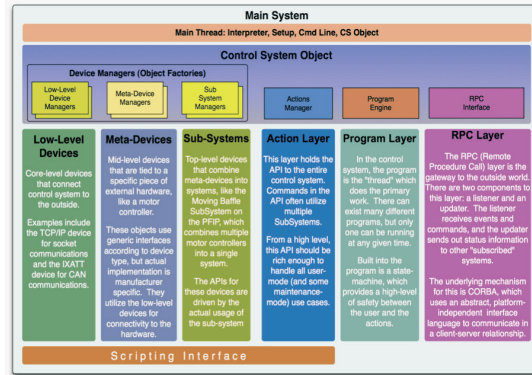 Main System
Main Thread: Interpreter, Setup, Cmd Line, CS Object
Control System Object
Device Managers (Object Factories)
Low-Level
Device
Managers
Meta-Device
Managers
Sub
System
Managers
Actions
Manager
Program
Engine
RPC
Interface
Low-Level
Devices
Core-level devices
that connect
control system to
the outside.
Examples include
the TCP/IP device
for socket
communications
and the IXATT
device for CAN
communications.
Meta-Devices
Mid-level devices
that are tied to a
specific piece of
external hardware,
like a motor
controller.
These objects use
generic interfaces
according to device
type, but actual
implementation is
manufacturer
specific. They
utilize the low-level
devices for
connectivity to the
hardware.
Sub-Systems
Top-level devices
that combine
meta-devices into
systems, like the
Moving Baffle
SubSystem on
the PFIP, which
combines multiple
motor controllers
into a single
system.
The APIs for
these devices are
driven by the
actual usage of
the sub-system
Action Layer
This layer holds the
API to the entire
control system.
Commands in the
API often utilize
multiple
SubSystems.
From a high level,
this API should be
rich enough to
handle all user-
mode (and some
maintenance-
mode) use cases.
Program Layer
In the control
system, the program
is the "thread" which
does the primary
work. There can
exist many different
programs, but only
one can be running
at any given time.
Built into the
program is a state-
machine, which
provides a high-level
of safety between
the user and the
actions.
RPC Layer
The RPC (Remote
Procedure Call) layer is the
gateway to the outside world.
There are two components to
this layer: a listener and an
updater. The listener
receives events and
commands, and the updater
sends out status information
to other "subscribed"
systems.
The underlying mechanism
for this is CORBA, which
uses an abstract, platform-
independent interface
language to communicate in
a client-server relationship.
Scripting Interface